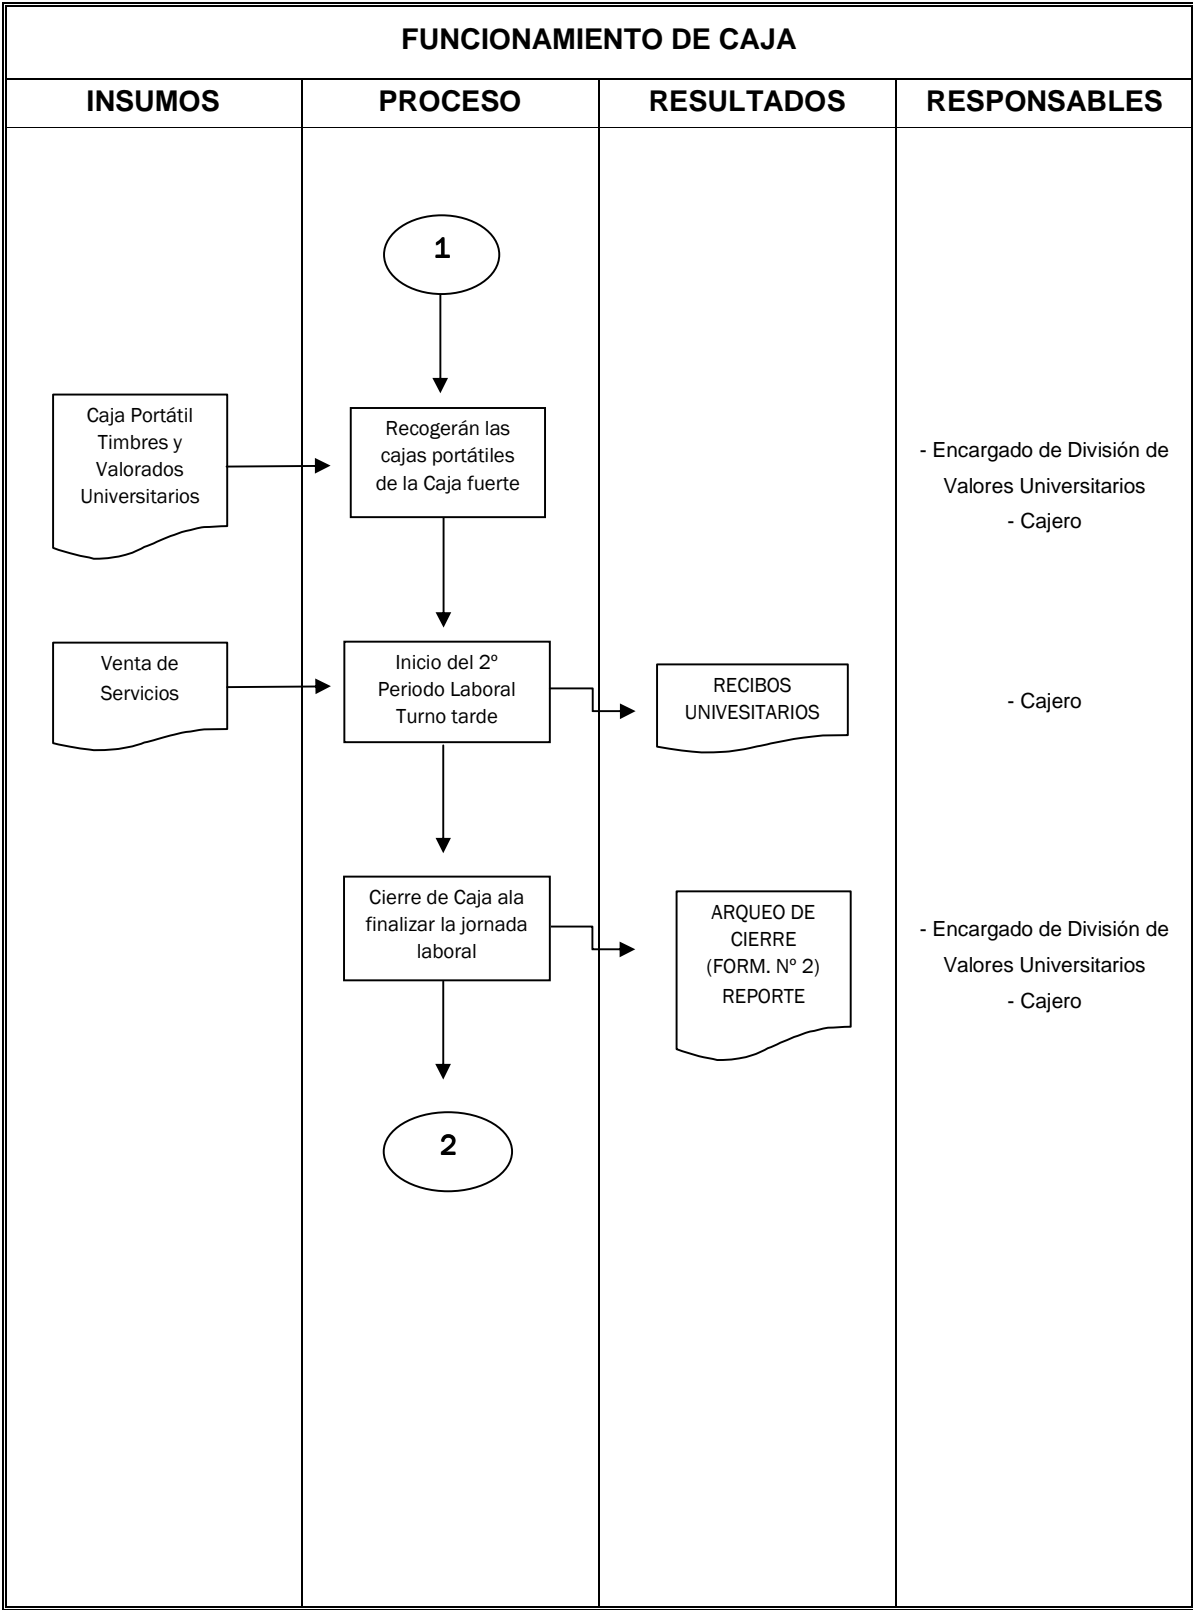 FUNCIONAMIENTO DE CAJA
INSUMOS
PROCESO
RESULTADOS
RESPONSABLES
1
Caja Portátil
Timbres y
Valorados
Universitarios
Recogerán las
cajas portátiles
de la Caja fuerte
- Encargado de División de
Valores Universitarios
- Cajero
Venta de
Servicios
Inicio del 2º
Periodo Laboral
Turno tarde
RECIBOS
UNIVESITARIOS
- Cajero
Cierre de Caja ala
finalizar la jornada
laboral
ARQUEO DE
CIERRE
(FORM. Nº 2)
REPORTE
- Encargado de División de
Valores Universitarios
- Cajero
2